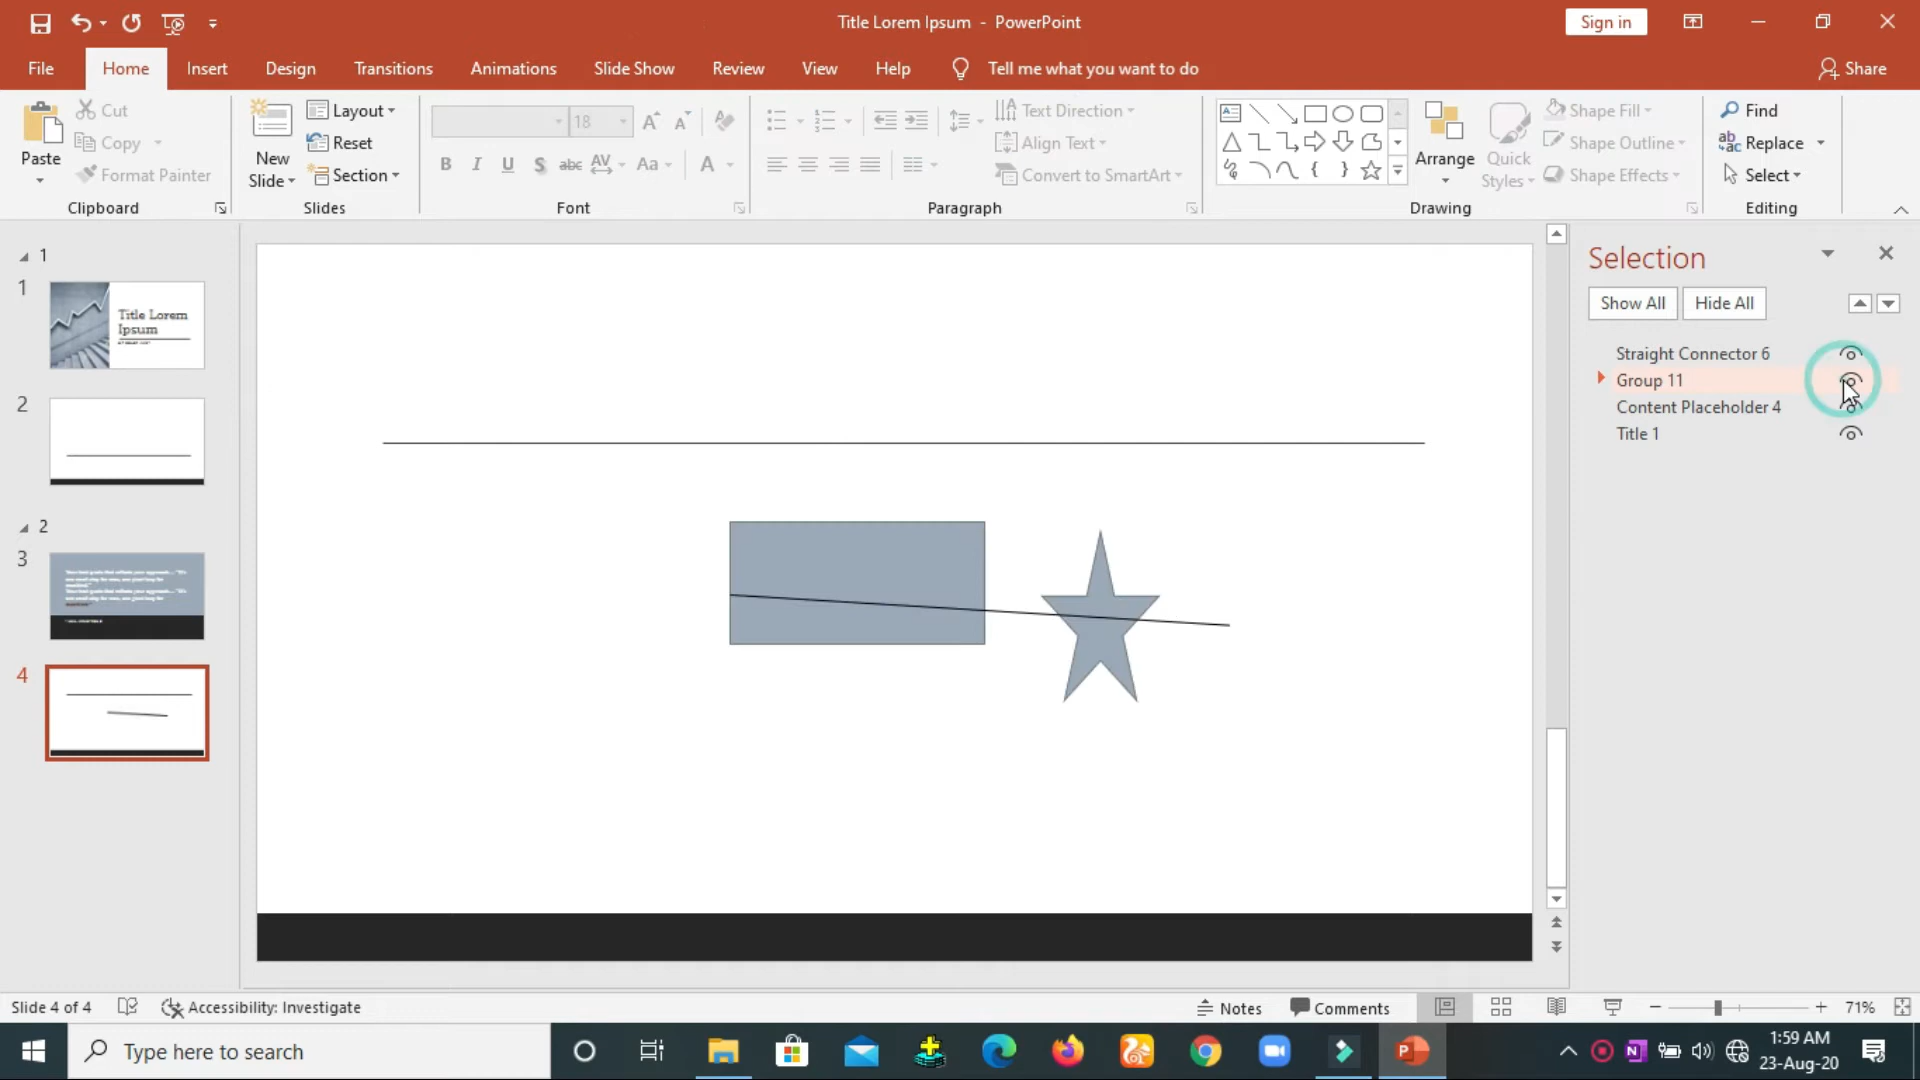 Title Lorem Ipsum - PowerPoint
Sign in
File Home Insert Design Transitions Animations Slide Show Review View Help Tell me what you want to do Share
Paste
Cut
Copy
Format Painter
Clipboard
New
Slide
Layout
Reset
Section
Slides
18
B I U S abc AV Aa A
Font
Text Direction
Align Text
Convert to SmartArt
Paragraph
Arrange
Quick
Styles
Shape Fill
Shape Outline
Shape Effects
Drawing
Find
Replace
Select
Editing
1
1
Title Lorem
Ipsum
2
2
3
4
Selection
Show All Hide All
Straight Connector 6
Group 11
Content Placeholder 4
Title 1
Slide 4 of 4
Accessibility: Investigate
Notes
Comments
71%
Type here to search
1:59 AM
23-Aug-20